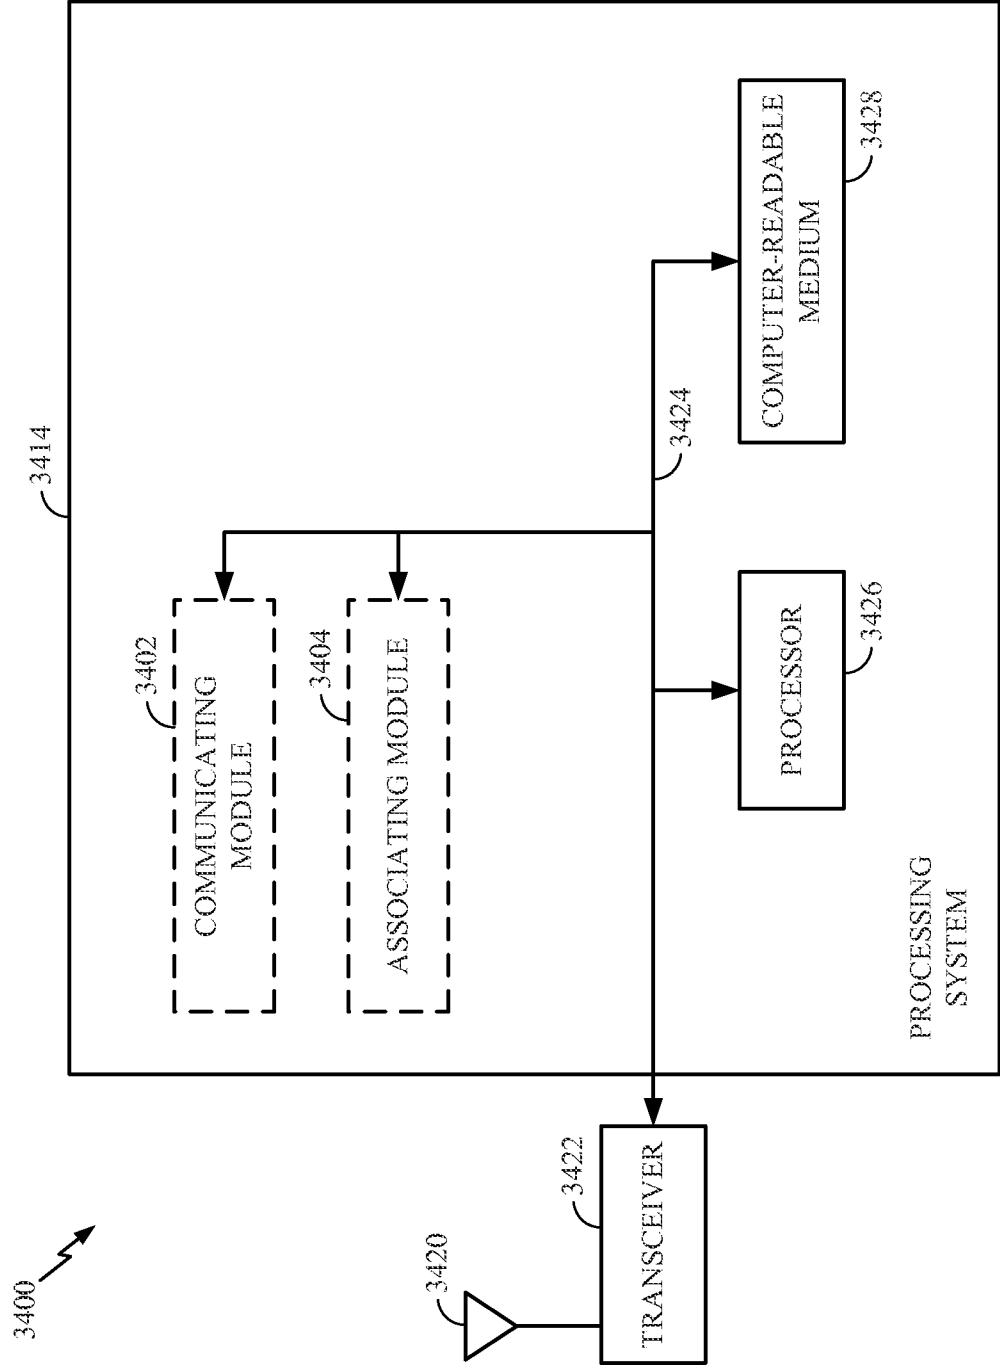 3400
3414
3402
COMMUNICATING
MODULE
3404
ASSOCIATING MODULE
3420
3422
TRANSCEIVER
3424
PROCESSOR
3426
COMPUTER-READABLE
MEDIUM
3428
PROCESSING
SYSTEM